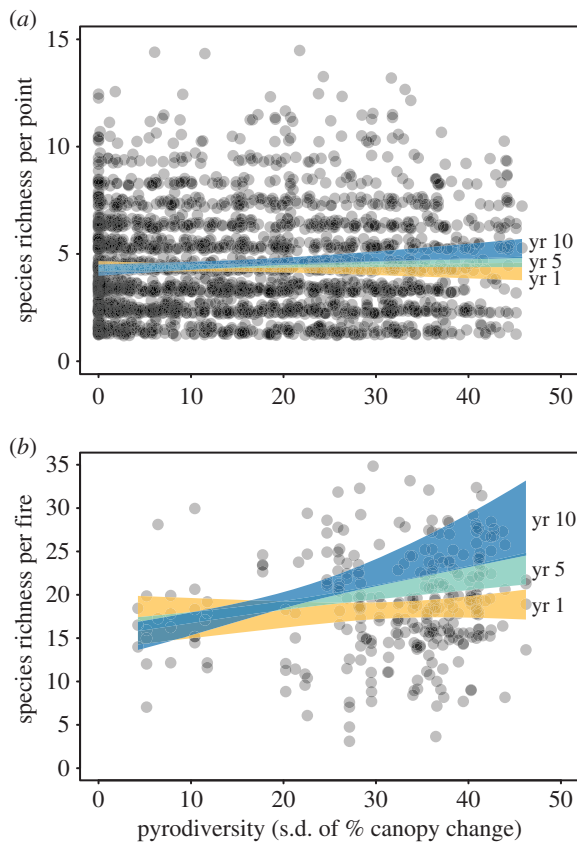 (a)
15
10
5
0
species richness per point
yr 10
yr 5
yr 1
0 10 20 30 40 50
(b)
35
30
25
20
15
10
5
0
species richness per fire
yr 10
yr 5
yr 1
0 10 20 30 40 50
pyrodiversity (s.d. of % canopy change)